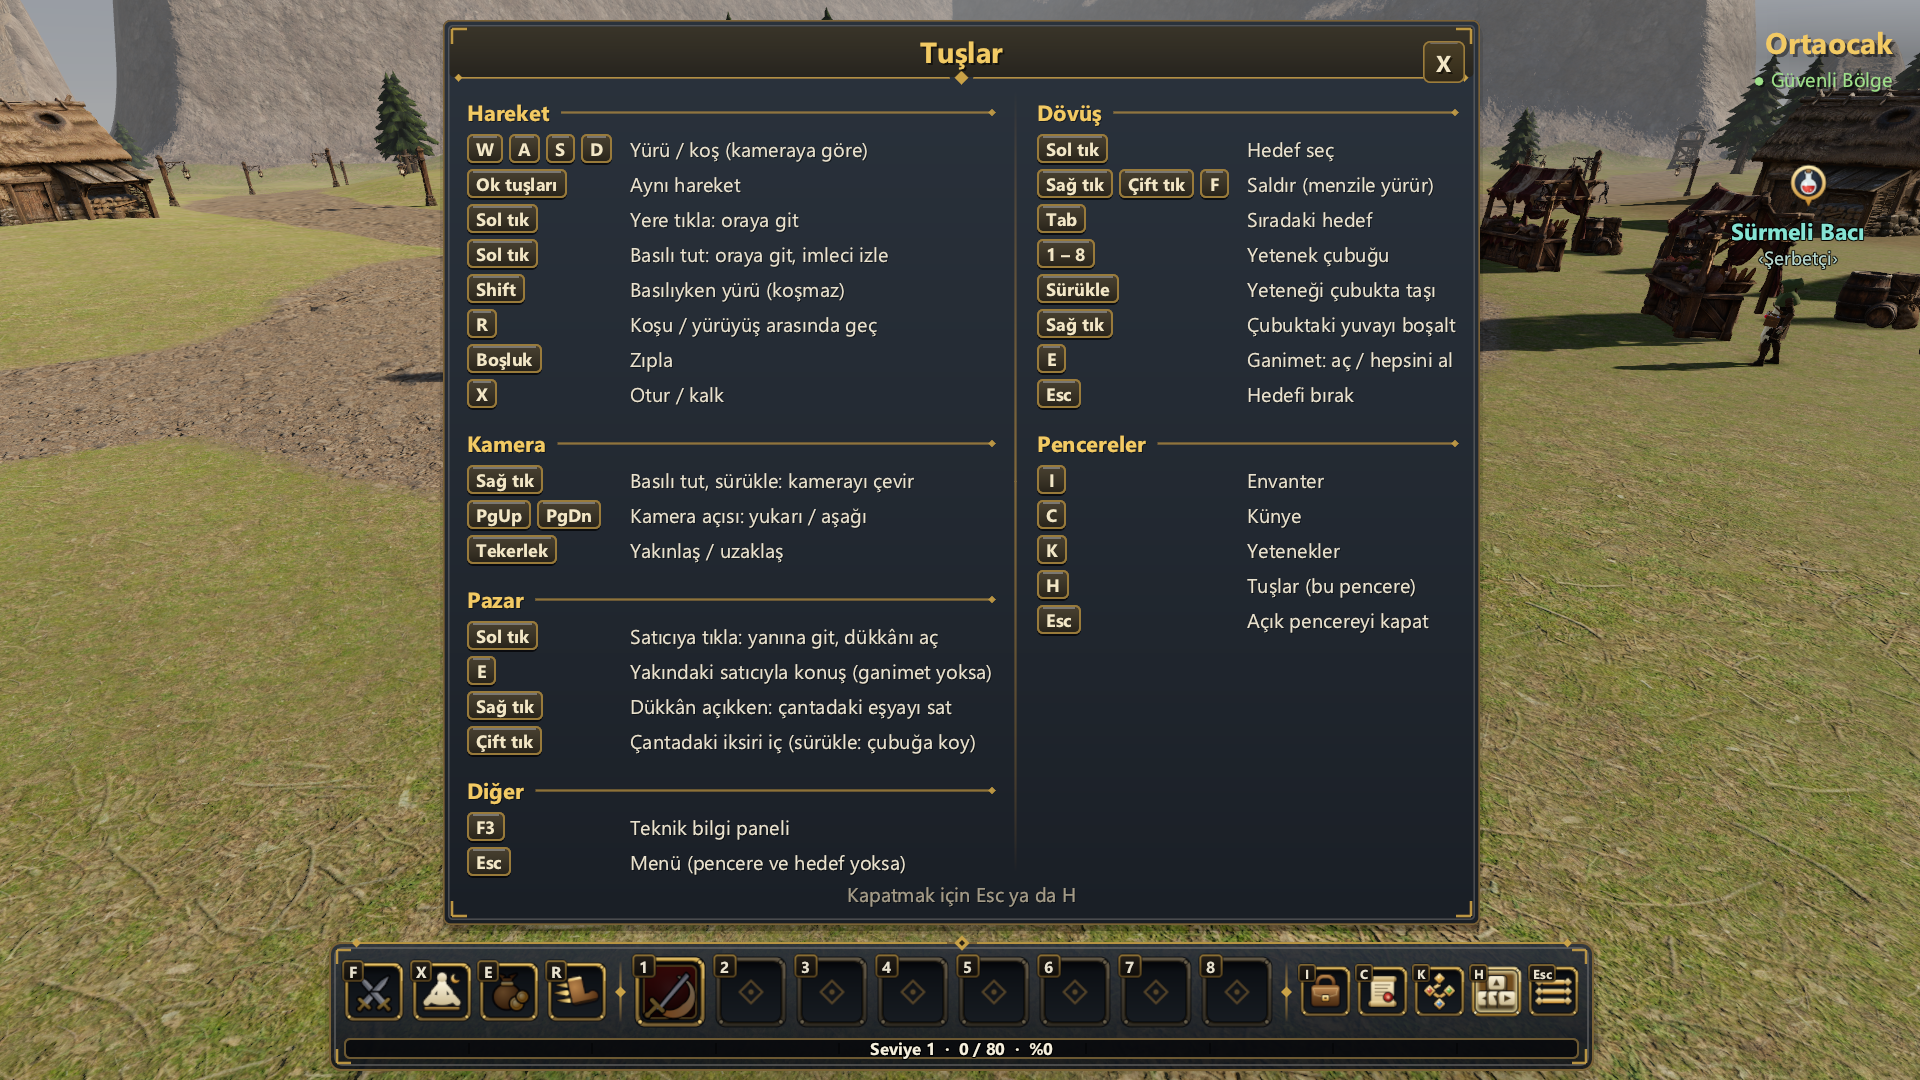 Tuşlar
X
Hareket
W A S D Yürü / koş (kameraya göre)
Ok tuşları Aynı hareket
Sol tık Yere tıkla: oraya git
Sol tık Basılı tut: oraya git, imleci izle
Shift Basılıyken yürü (koşmaz)
R Koşu / yürüyüş arasında geç
Boşluk Zıpla
X Otur / kalk
Kamera
Sağ tık Basılı tut, sürükle: kamerayı çevir
PgUp PgDn Kamera açısı: yukarı / aşağı
Tekerlek Yakınlaş / uzaklaş
Pazar
Sol tık Satıcıya tıkla: yanına git, dükkânı aç
E Yakındaki satıcıyla konuş (ganimet yoksa)
Sağ tık Dükkân açıkken: çantadaki eşyayı sat
Çift tık Çantadaki iksiri iç (sürükle: çubuğa koy)
Diğer
F3 Teknik bilgi paneli
Esc Menü (pencere ve hedef yoksa)
Dövüş
Sol tık Hedef seç
Sağ tık Çift tık F Saldır (menzile yürür)
Tab Sıradaki hedef
1 – 8 Yetenek çubuğu
Sürükle Yeteneği çubukta taşı
Sağ tık Çubuktaki yuvayı boşalt
E Ganimet: aç / hepsini al
Esc Hedefi bırak
Pencereler
I Envanter
C Künye
K Yetenekler
H Tuşlar (bu pencere)
Esc Açık pencereyi kapat
Kapatmak için Esc ya da H
Ortaocak
• Güvenli Bölge
Sürmeli Bacı
‹Şerbetçi›
F X E R 1 2 3 4 5 6 7 8 I C K H Esc
Seviye 1 · 0 / 80 · %0